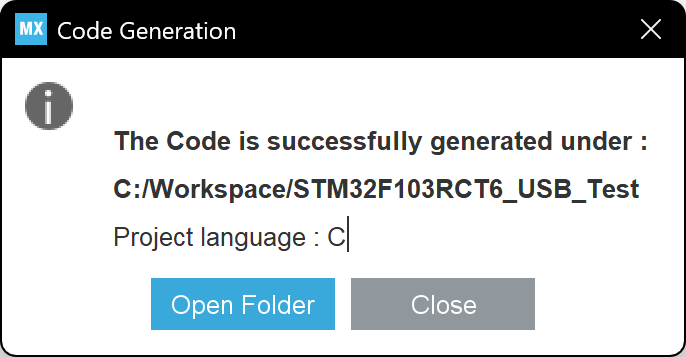 MX Code Generation
The Code is successfully generated under :
C:/Workspace/STM32F103RCT6_USB_Test
Project language : C
Open Folder Close